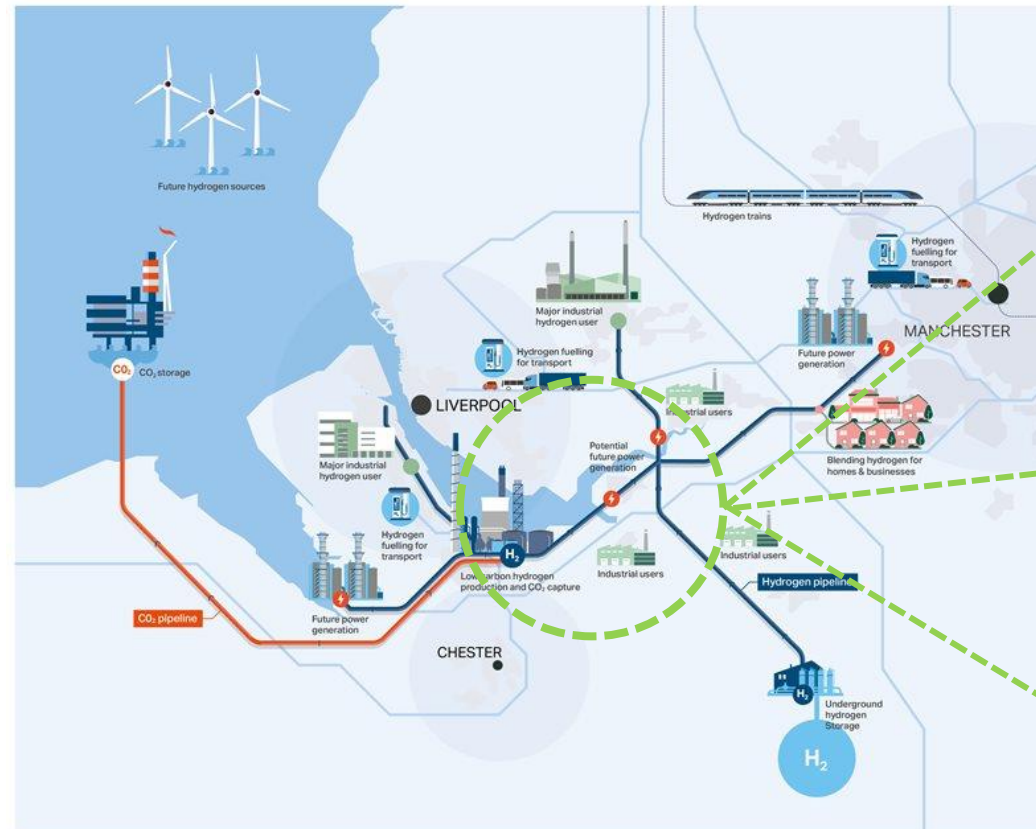 Future hydrogen sources
Hydrogen trains
Hydrogen
fuelling for
transport
MANCHESTER
Major industrial
hydrogen user
Future power
generation
CO₂
CO₂ storage
Hydrogen fuelling
for transport
LIVERPOOL
Industrial users
Potential
future power
generation
Blending hydrogen for
homes & businesses
Major industrial
hydrogen user
Hydrogen
fuelling for
transport
H₂
Low carbon hydrogen
production and CO₂ capture
Industrial users
Industrial users
Hydrogen pipeline
CO₂ pipeline
Future power
generation
CHESTER
H₂
Underground
hydrogen
Storage
H₂